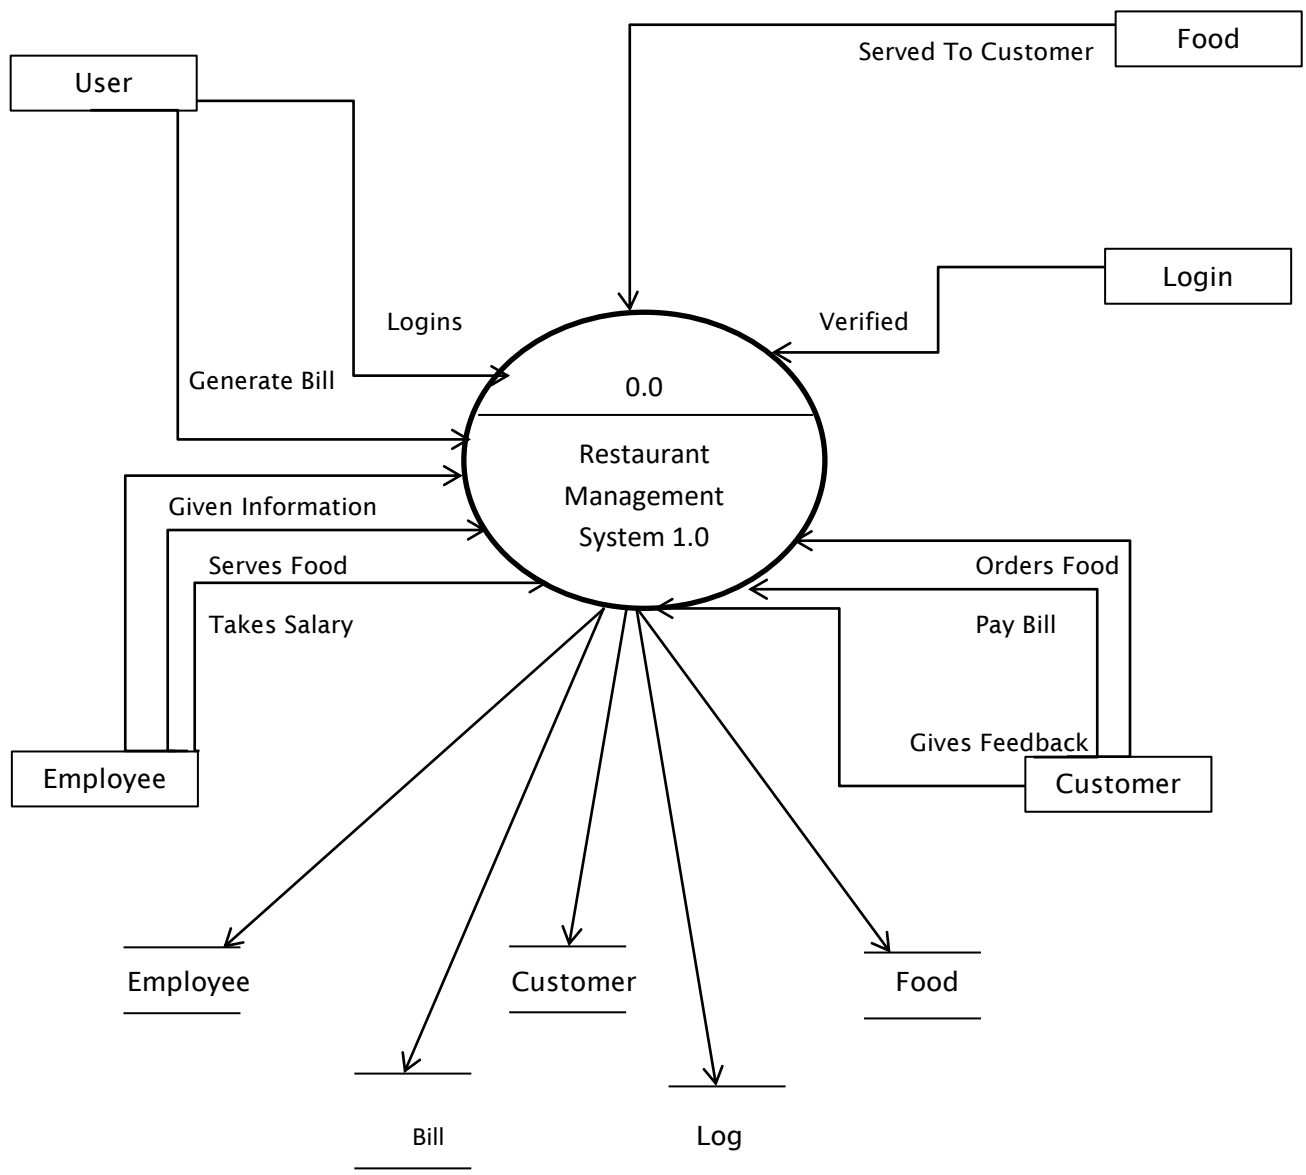 Food
Served To Customer
User
Login
Logins
Verified
Generate Bill
0.0
Restaurant
Management
System 1.0
Given Information
Serves Food
Takes Salary
Orders Food
Pay Bill
Gives Feedback
Employee
Customer
Employee
Customer
Food
Bill
Log